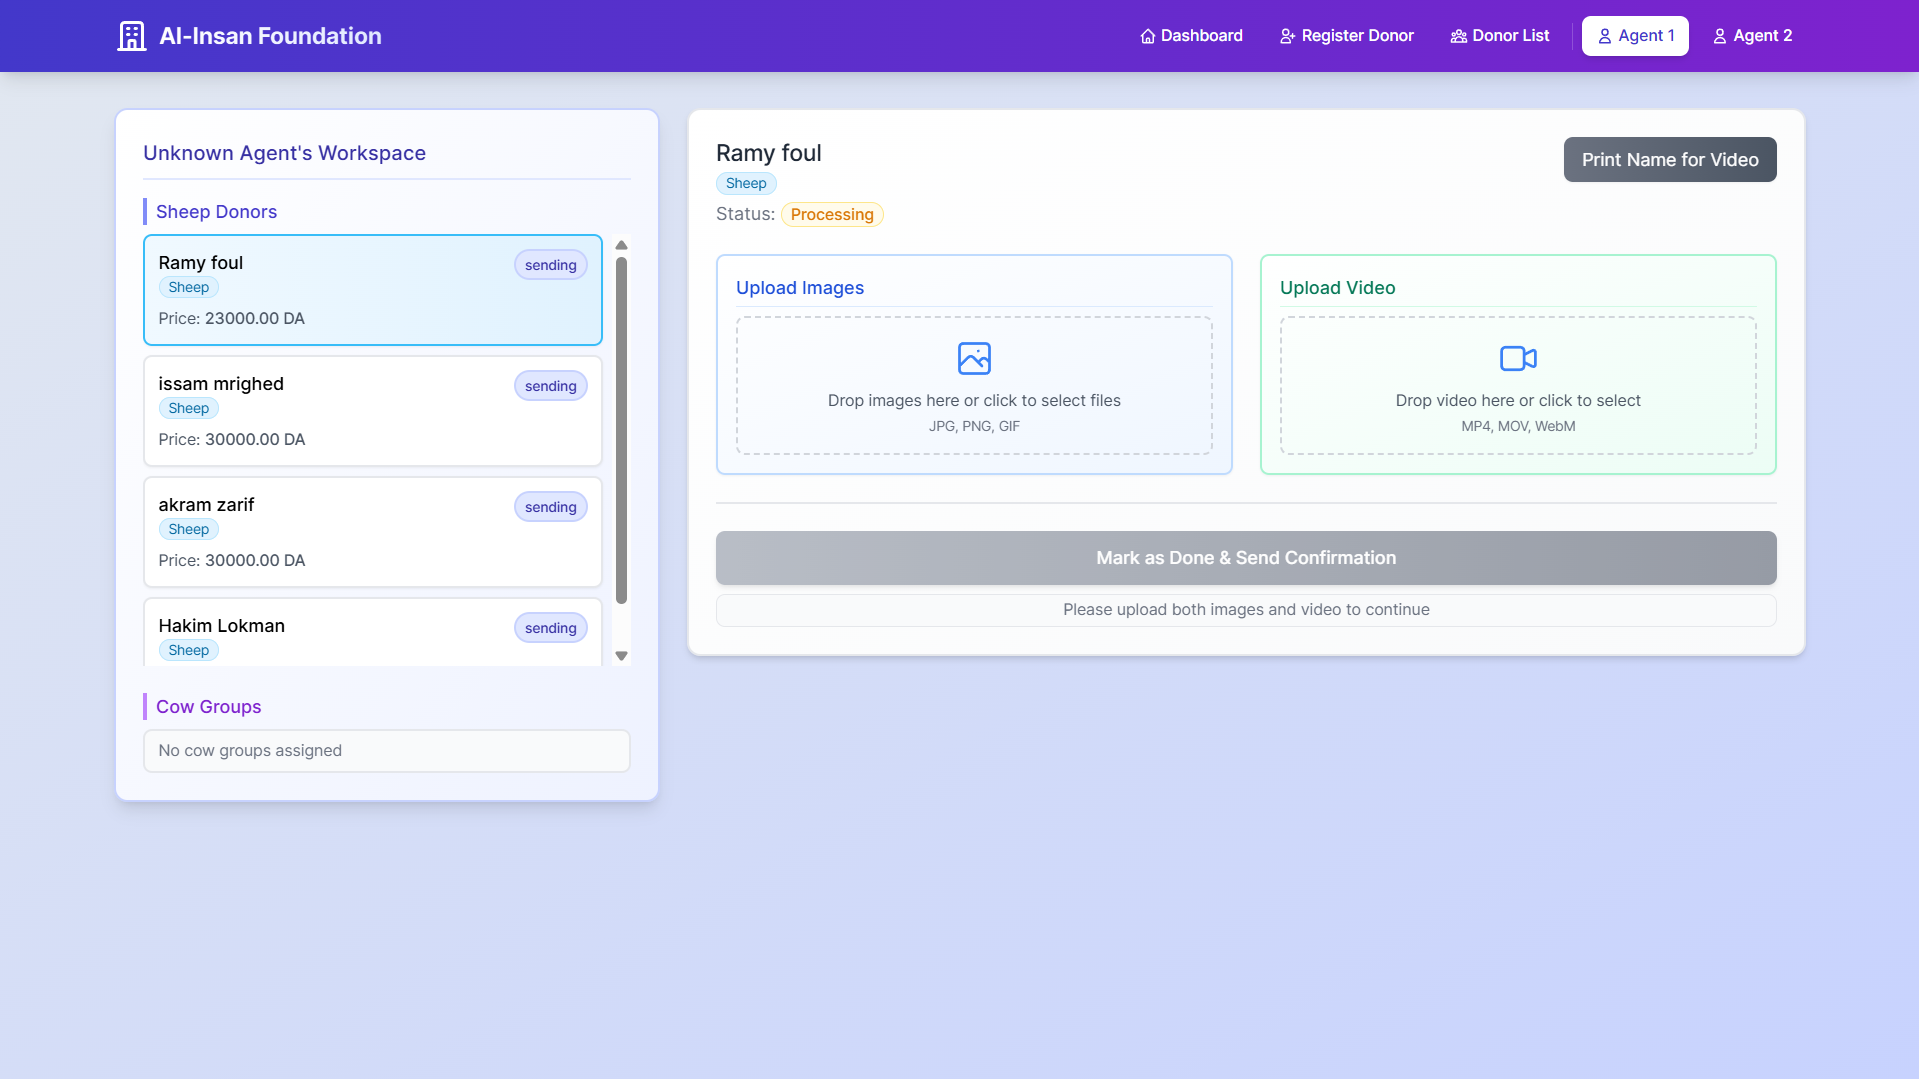 Al-Insan Foundation
Dashboard
Register Donor
Donor List
Agent 1
Agent 2
Unknown Agent's Workspace
Sheep Donors
Ramy foul
sending
Sheep
Price: 23000.00 DA
issam mrighed
sending
Sheep
Price: 30000.00 DA
akram zarif
sending
Sheep
Price: 30000.00 DA
Hakim Lokman
sending
Sheep
Cow Groups
No cow groups assigned
Ramy foul
Sheep
Status: Processing
Print Name for Video
Upload Images
Drop images here or click to select files
JPG, PNG, GIF
Upload Video
Drop video here or click to select
MP4, MOV, WebM
Mark as Done & Send Confirmation
Please upload both images and video to continue